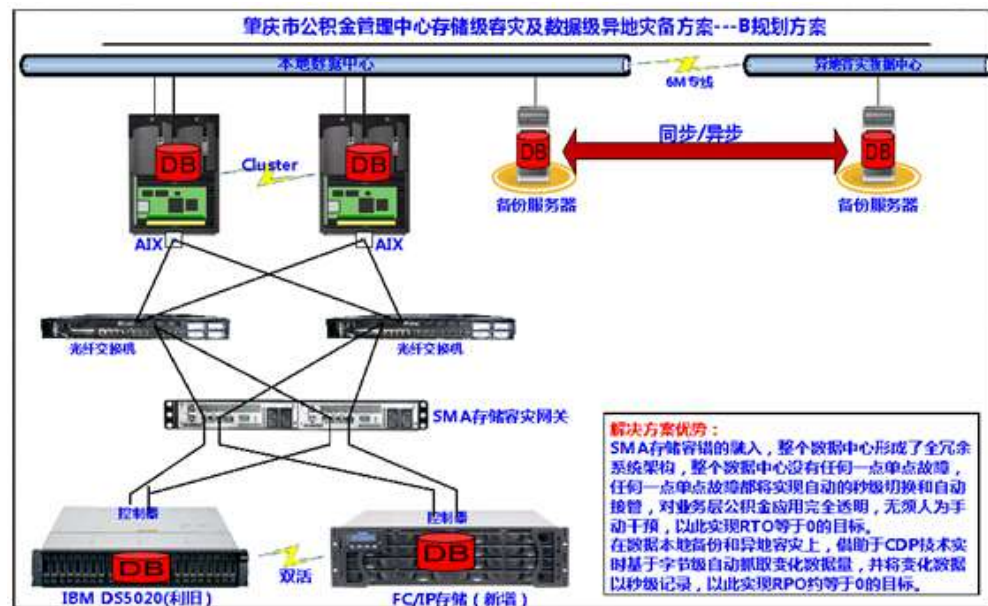 肇庆市公积金管理中心存储级容灾及数据级异地灾备方案---B规划方案
本地数据中心
异地容灾数据中心
6M专线
DB
Cluster
DB
DB
同步/异步
DB
备份服务器
备份服务器
AIX
AIX
光纤交换机
光纤交换机
SMA存储容灾网关
解决方案优势：
SMA存储容错的融入，整个数据中心形成了全冗余
系统架构，整个数据中心没有任何一点单点故障，
任何一点单点故障都将实现自动的秒级切换和自动
接管，对业务层公积金应用完全透明，无须人为手
动干预，以此实现RTO等于0的目标。
在数据本地备份和异地容灾上，借助于CDP技术实
时基于字节级自动抓取变化数据量，并将变化数据
以秒级记录，以此实现RPO约等于0的目标。
控制器
控制器
DB
双活
DB
IBM DS5020(利旧)
FC/IP存储（新增）